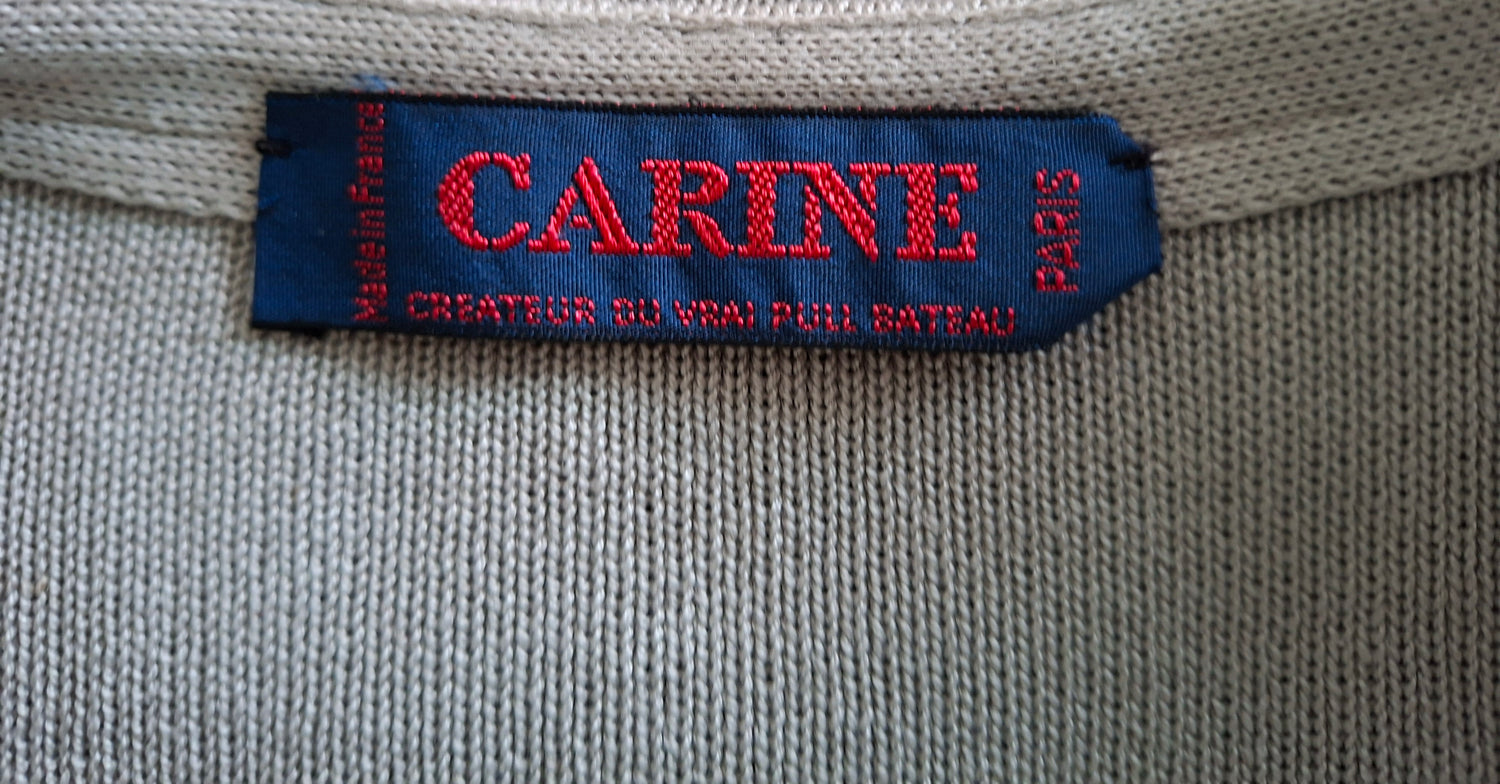 Made in France
CARINE
CREATEUR DU VRAI PULL BATEAU
PARIS